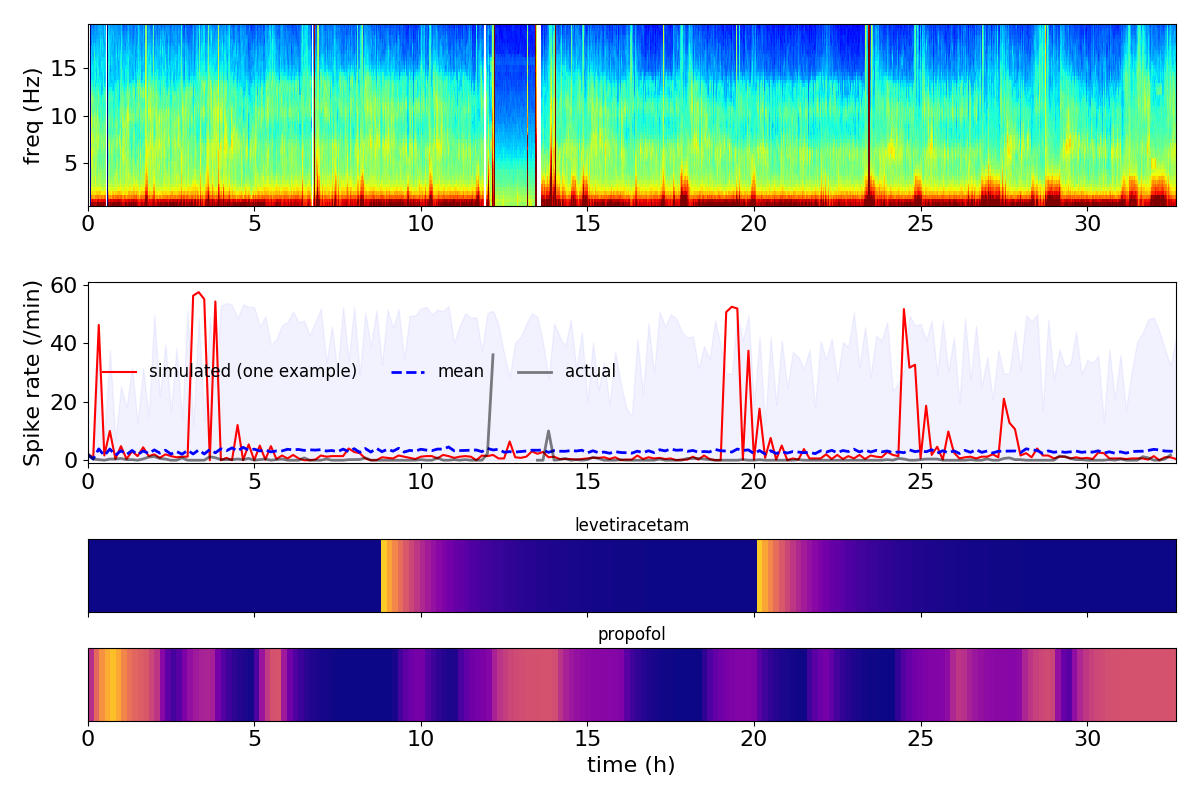 freq (Hz)
15
10
5
0 5 10 15 20 25 30
Spike rate (/min)
60
40
20
0
simulated (one example) mean actual
0 5 10 15 20 25 30
levetiracetam
propofol
0 5 10 15 20 25 30
time (h)